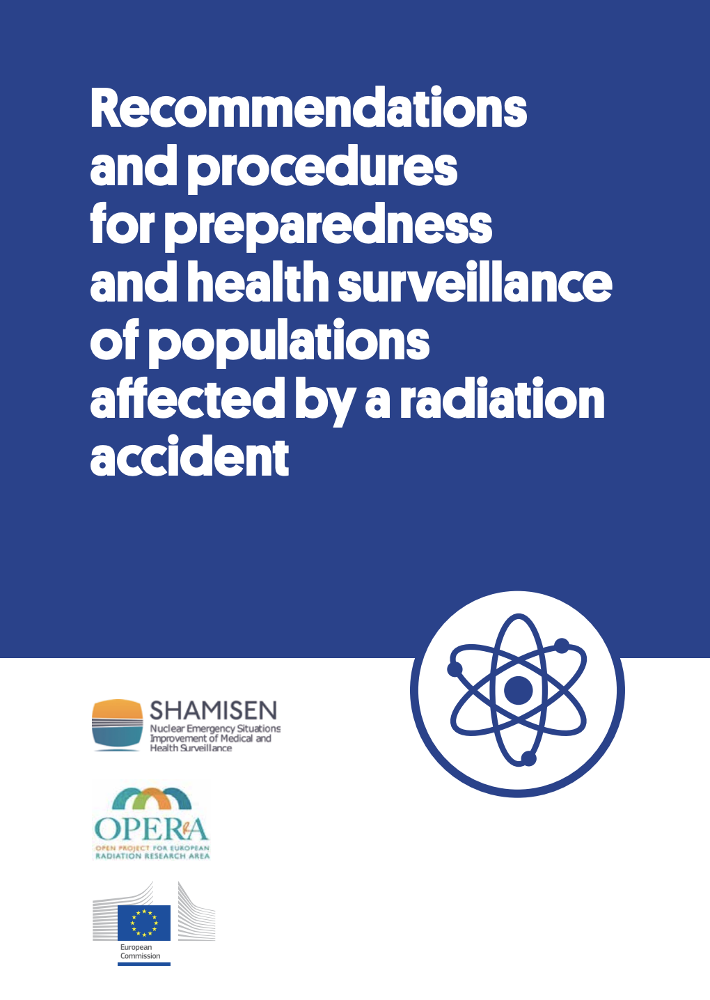 Recommendations
and procedures
for preparedness
and health surveillance
of populations
affected by a radiation
accident
SHAMISEN
Nuclear Emergency Situations
Improvement of Medical and
Health Surveillance
OPERRA
OPEN PROJECT FOR EUROPEAN
RADIATION RESEARCH AREA
European
Commission